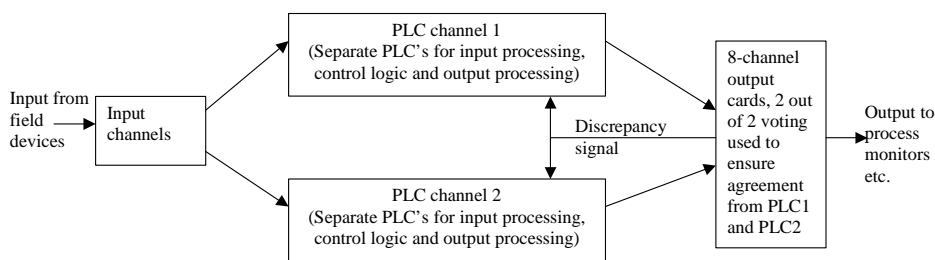 Input from
field
devices
Input
channels
PLC channel 1
(Separate PLC's for input processing,
control logic and output processing)
Discrepancy
signal
PLC channel 2
(Separate PLC's for input processing,
control logic and output processing)
8-channel
output
cards, 2 out
of 2 voting
used to
ensure
agreement
from PLC1
and PLC2
Output to
process
monitors
etc.